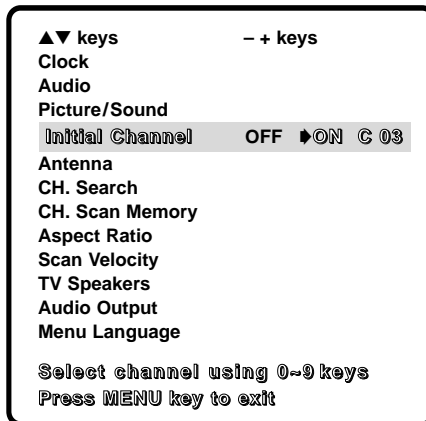 ▲▼ keys – + keys
Clock
Audio
Picture/Sound
Initial Channel OFF ➧ON C 03
Antenna
CH. Search
CH. Scan Memory
Aspect Ratio
Scan Velocity
TV Speakers
Audio Output
Menu Language
Select channel using 0~9 keys
Press MENU key to exit